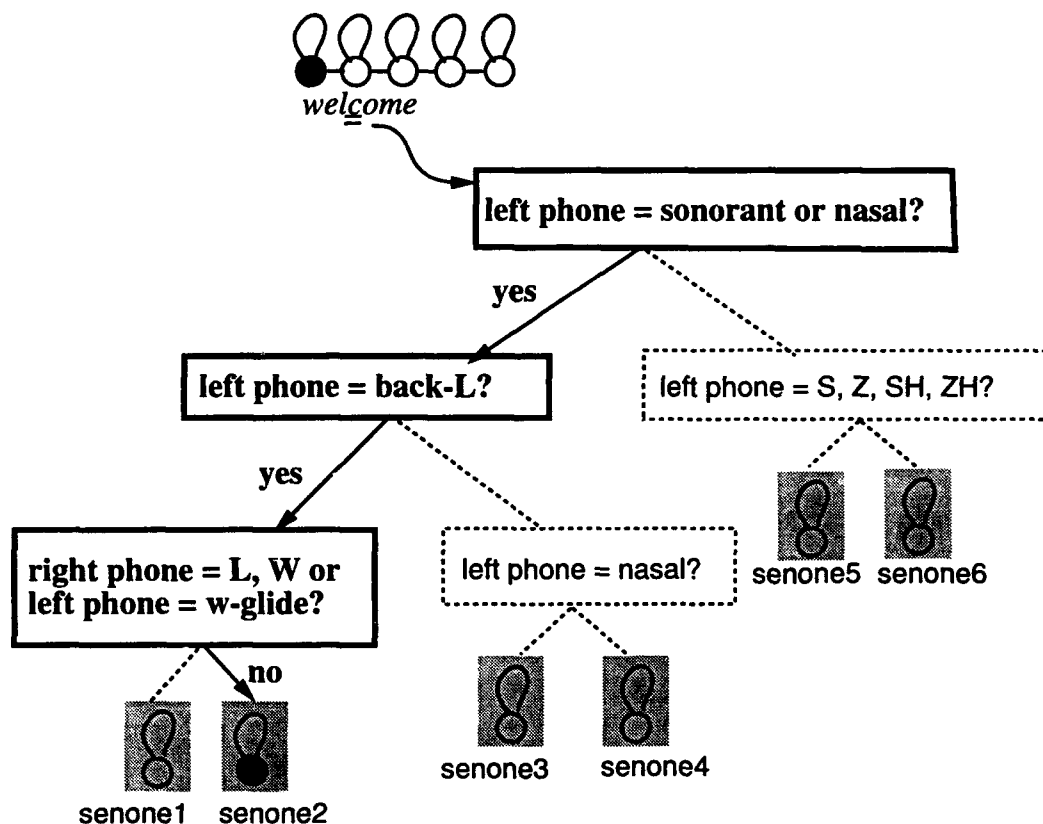 welcome
left phone = sonorant or nasal?
yes
left phone = back-L?
left phone = S, Z, SH, ZH?
yes
right phone = L, W or
left phone = w-glide?
left phone = nasal?
senone5 senone6
no
senone3 senone4
senone1 senone2